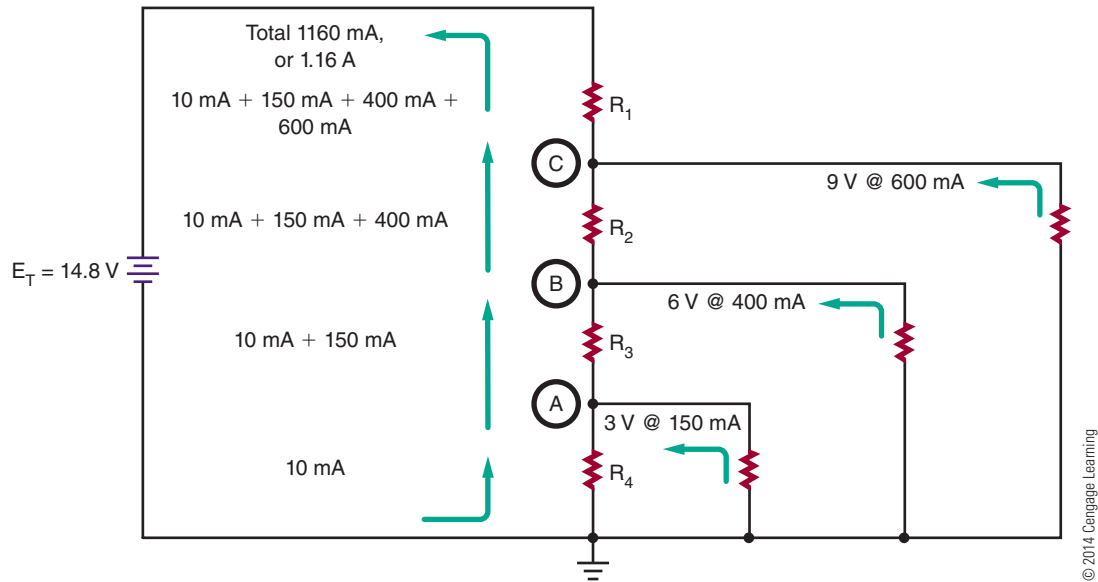 Total 1160 mA,
or 1.16 A
10 mA + 150 mA + 400 mA +
600 mA
R1
C
9 V @ 600 mA
10 mA + 150 mA + 400 mA
R2
ET = 14.8 V
B
6 V @ 400 mA
10 mA + 150 mA
R3
A
3 V @ 150 mA
10 mA
R4
© 2014 Cengage Learning